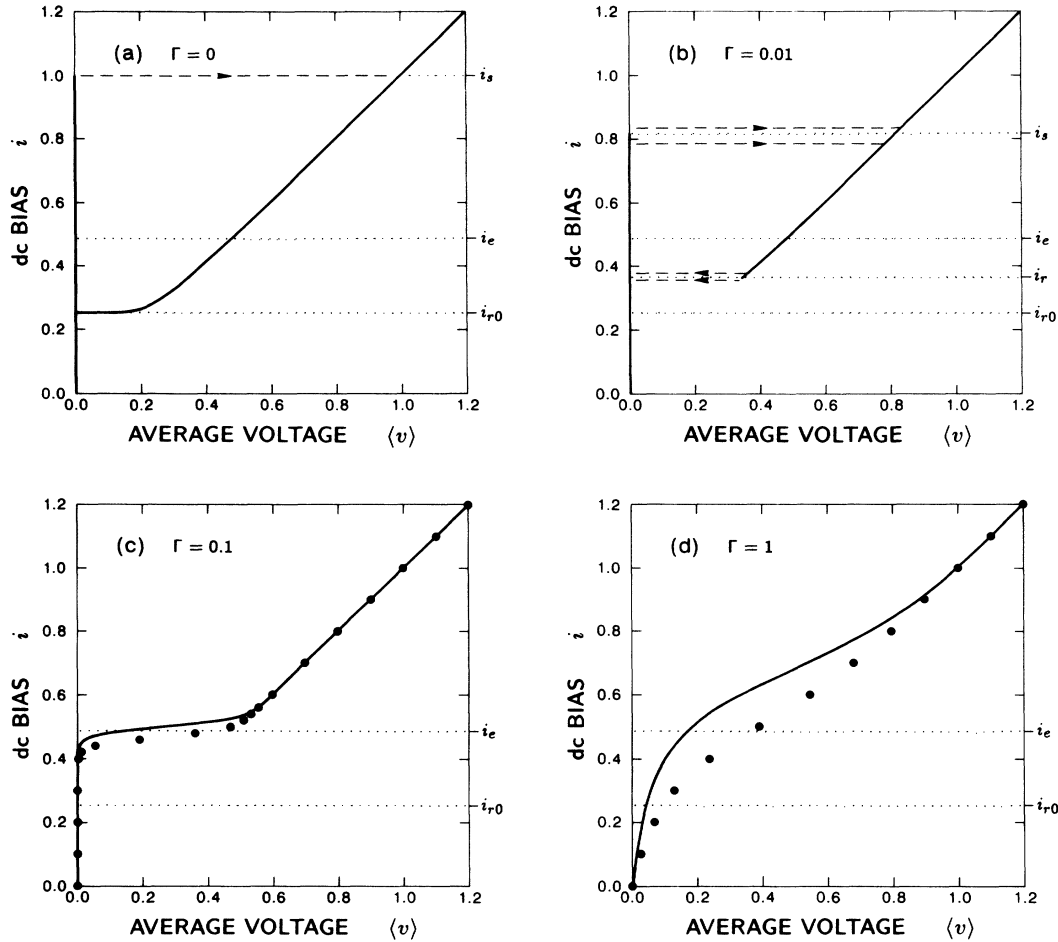 (a) Γ = 0
1.2
1.0
0.8
0.6
0.4
0.2
0.0
dc BIAS i
i_s
i_e
i_r0
0.0 0.2 0.4 0.6 0.8 1.0 1.2
AVERAGE VOLTAGE ⟨v⟩
(b) Γ = 0.01
1.2
1.0
0.8
0.6
0.4
0.2
0.0
dc BIAS i
i_s
i_e
i_r
i_r0
0.0 0.2 0.4 0.6 0.8 1.0 1.2
AVERAGE VOLTAGE ⟨v⟩
(c) Γ = 0.1
1.2
1.0
0.8
0.6
0.4
0.2
0.0
dc BIAS i
i_e
i_r0
0.0 0.2 0.4 0.6 0.8 1.0 1.2
AVERAGE VOLTAGE ⟨v⟩
(d) Γ = 1
1.2
1.0
0.8
0.6
0.4
0.2
0.0
dc BIAS i
i_e
i_r0
0.0 0.2 0.4 0.6 0.8 1.0 1.2
AVERAGE VOLTAGE ⟨v⟩